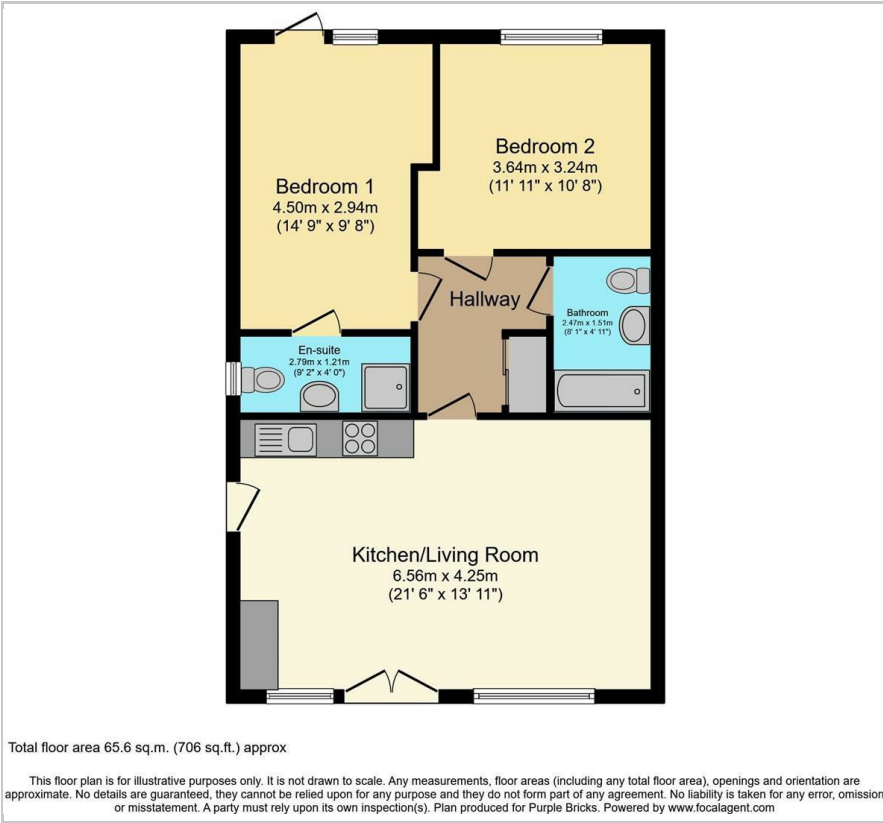 Bedroom 1
4.50m x 2.94m
(14' 9" x 9' 8")
Bedroom 2
3.64m x 3.24m
(11' 11" x 10' 8")
Hallway
Bathroom
2.47m x 1.51m
(8' 1" x 4' 11")
En-suite
2.79m x 1.21m
(9' 2" x 4' 0")
Kitchen/Living Room
6.56m x 4.25m
(21' 6" x 13' 11")
Total floor area 65.6 sq.m. (706 sq.ft.) approx
This floor plan is for illustrative purposes only. It is not drawn to scale. Any measurements, floor areas (including any total floor area), openings and orientation are
approximate. No details are guaranteed, they cannot be relied upon for any purpose and they do not form part of any agreement. No liability is taken for any error, omission
or misstatement. A party must rely upon its own inspection(s). Plan produced for Purple Bricks. Powered by www.focalagent.com